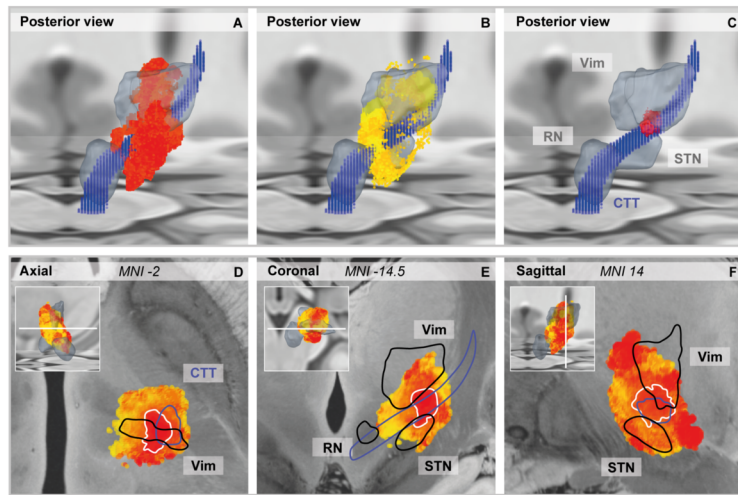 Posterior view A
Posterior view B
Posterior view C
Vim
RN
STN
CTT
Axial MNI -2 D
CTT
Vim
Coronal MNI -14.5 E
Vim
RN
STN
Sagittal MNI 14 F
Vim
STN